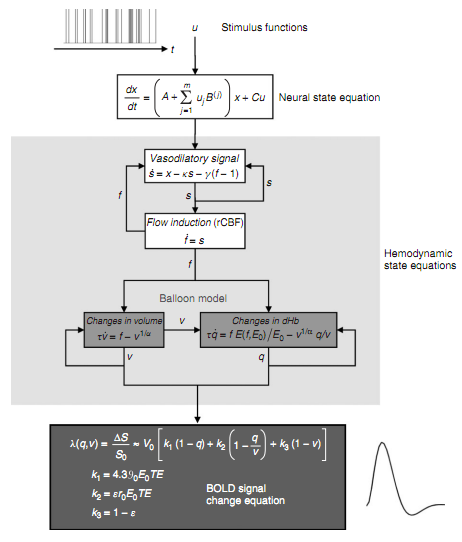 u Stimulus functions
t
dx/dt = (A + ∑_{j=1}^{m} u_j B^{(j)}) x + Cu
Neural state equation
Vasodilatory signal
ṡ = x – κs – γ(f – 1)
f
s
s
Flow induction (rCBF)
ḟ = s
Hemodynamic
state equations
f
Balloon model
Changes in volume
τv̇ = f – v^{1/α}
v
Changes in dHb
τq̇ = f E(f,E₀)/E₀ – v^{1/α} q/v
v
q
λ(q,v) = ΔS/S₀ ≈ V₀ [k₁ (1 – q) + k₂ (1 – q/v) + k₃ (1 – v)]
k₁ = 4.3ϑ₀E₀TE
k₂ = εr₀E₀TE
k₃ = 1 – ε
BOLD signal
change equation